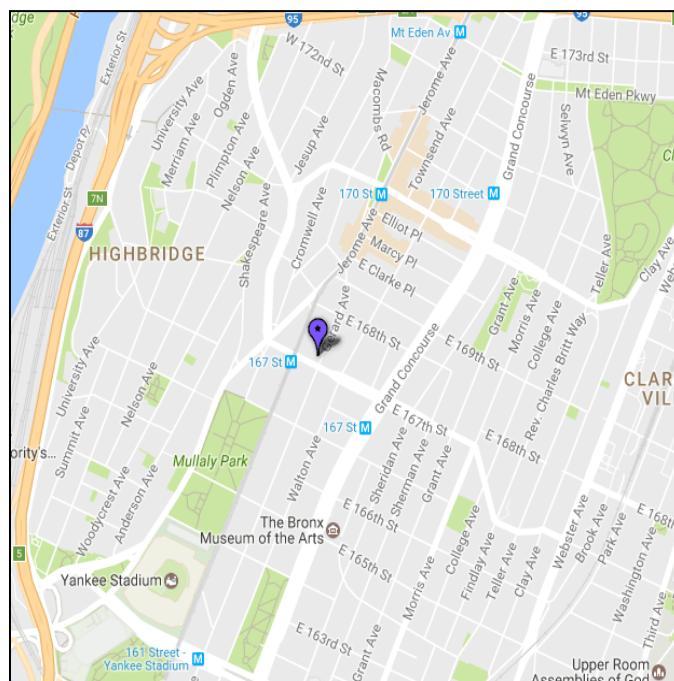 95
95
Mt Eden Av M
E 173rd St
W 172nd St
Exterior St
Ogden Ave
University Ave
Macombs Rd
Jerome Ave
Mt Eden Pkwy
Merriam Ave
Plimpton Ave
Nelson Ave
Jesup Ave
Townsend Ave
Grand Concourse
Selwyn Ave
Depot Pl
Exterior St
7N
170 St M
170 Street M
87
HIGHBRIDGE
Shakespeare Ave
Cromwell Ave
Jerome Ave
Elliot Pl
Marcy Pl
E Clarke Pl
Teller Ave
Clay Ave
Grant Ave
Morris Ave
College Ave
Rev. Charles Britt Way
E 168th St
E 169th St
167 St M
Grand Concourse
University Ave
Summit Ave
Nelson Ave
CLAR
VIL
E 167th St
167 St M
E 168th St
ority's...
Mullaly Park
Walton Ave
Sheridan Ave
Sherman Ave
Grant Ave
Woodycrest Ave
Anderson Ave
E 166th St
E 168th
The Bronx
Museum of the Arts
5
E 165th St
College Ave
Findlay Ave
Teller Ave
Clay Ave
Webster Ave
Brook Ave
Park Ave
Washington Ave
Third Ave
Yankee Stadium
Morris Ave
E 163rd St
Grant Ave
161 Street -
Yankee Stadium M
Upper Room
Assemblies of God